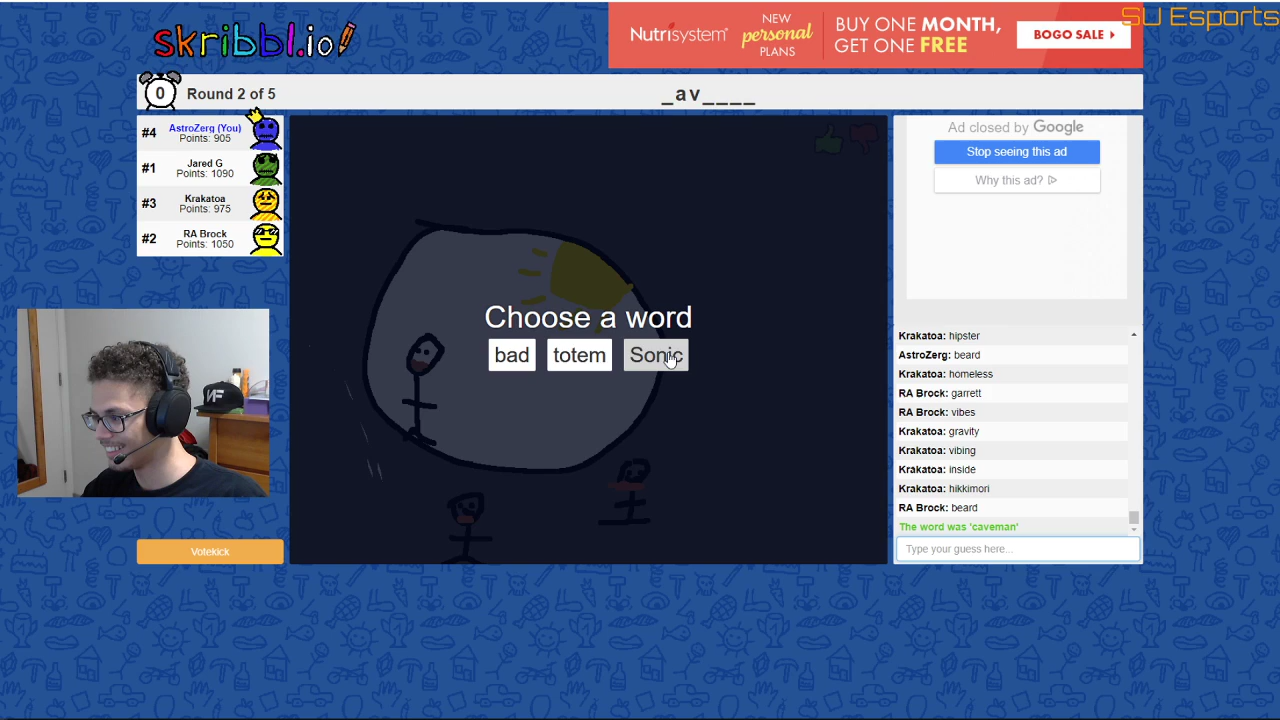 SU Esports
skribbl.io
Nutrisystem
NEW
personal
PLANS
BUY ONE MONTH,
GET ONE FREE
BOGO SALE
0
Round 2 of 5
_av____
#4
AstroZerg (You)
Points: 905
#1
Jared G
Points: 1090
#3
Krakatoa
Points: 975
#2
RA Brock
Points: 1050
Votekick
NF
Choose a word
bad
totem
Sonic
Ad closed by Google
Stop seeing this ad
Why this ad?
Krakatoa: hipster
AstroZerg: beard
Krakatoa: homeless
RA Brock: garrett
RA Brock: vibes
Krakatoa: gravity
Krakatoa: vibing
Krakatoa: inside
Krakatoa: hikkimori
RA Brock: beard
The word was 'caveman'
Type your guess here...